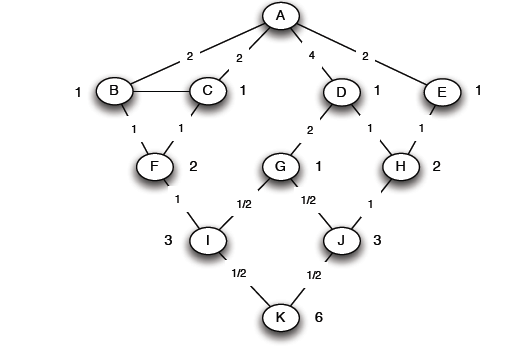 A
2 2 4 2
1 B C 1 D 1 E 1
1 1 2 1 1
F 2 G 1 H 2
1 1/2 1/2 1
3 I J 3
1/2 1/2
K 6